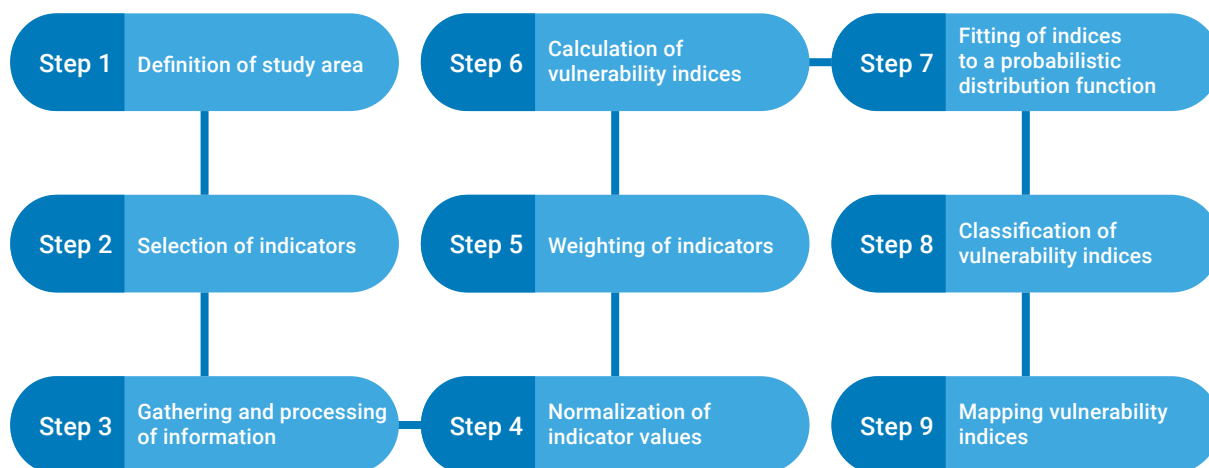 Step 1
Definition of study area
Step 2
Selection of indicators
Step 3
Gathering and processing
of information
Step 4
Normalization of
indicator values
Step 5
Weighting of indicators
Step 6
Calculation of
vulnerability indices
Step 7
Fitting of indices
to a probabilistic
distribution function
Step 8
Classification of
vulnerability indices
Step 9
Mapping vulnerability
indices